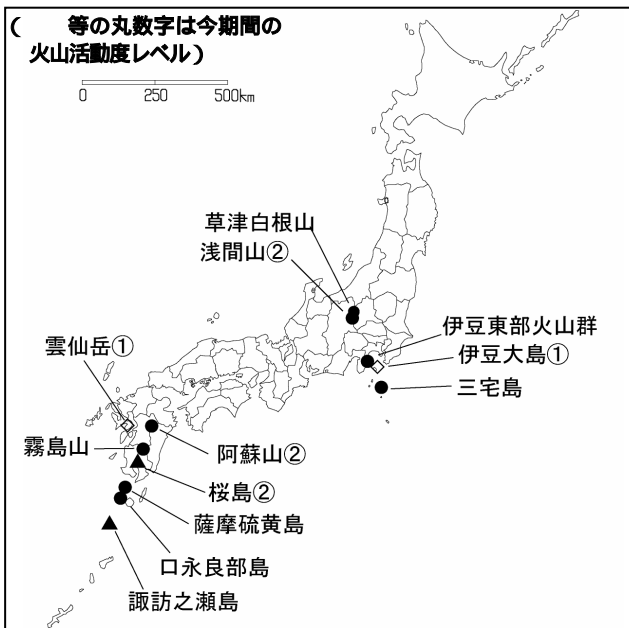 (　　等の丸数字は今期間の
火山活動度レベル)
0 250 500km
草津白根山
浅間山②
伊豆東部火山群
雲仙岳①
伊豆大島①
三宅島
霧島山
阿蘇山②
桜島②
薩摩硫黄島
口永良部島
諏訪之瀬島